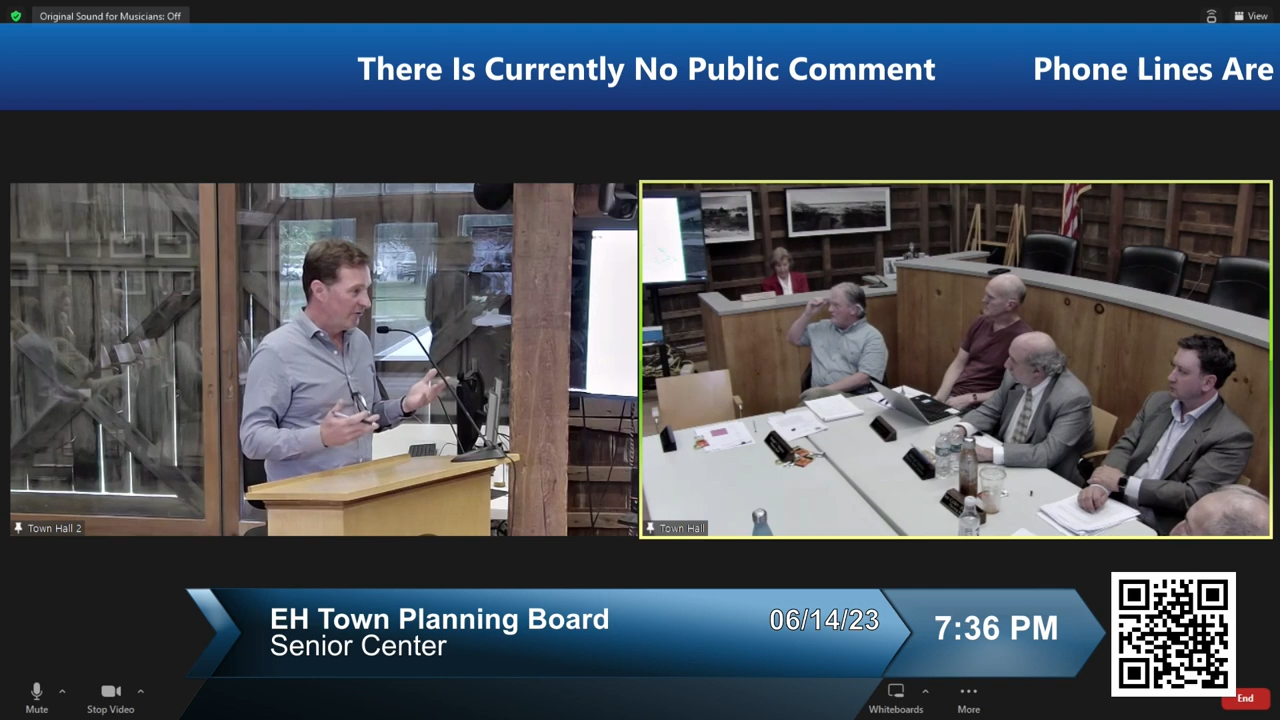 Original Sound for Musicians: Off
View
There Is Currently No Public Comment Phone Lines Are
Town Hall 2
Town Hall
EH Town Planning Board
Senior Center
06/14/23
7:36 PM
Mute
Stop Video
Whiteboards
More
End